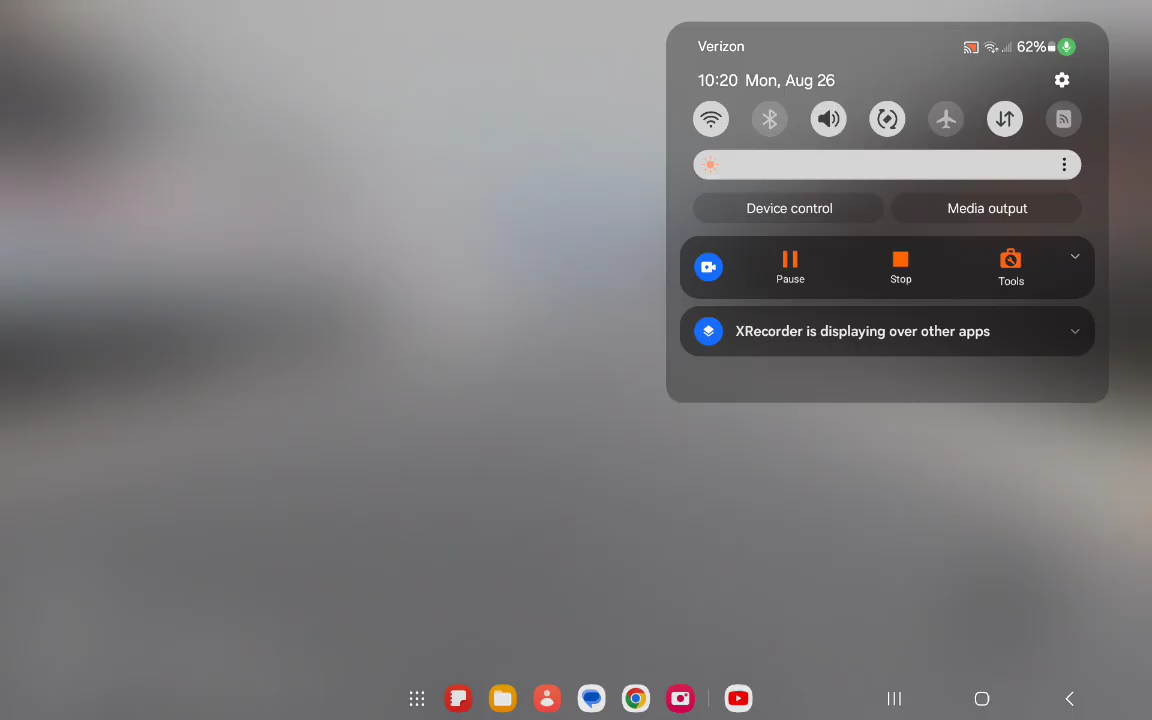 Verizon 62%
10:20 Mon, Aug 26
Device control Media output
Pause Stop Tools
XRecorder is displaying over other apps